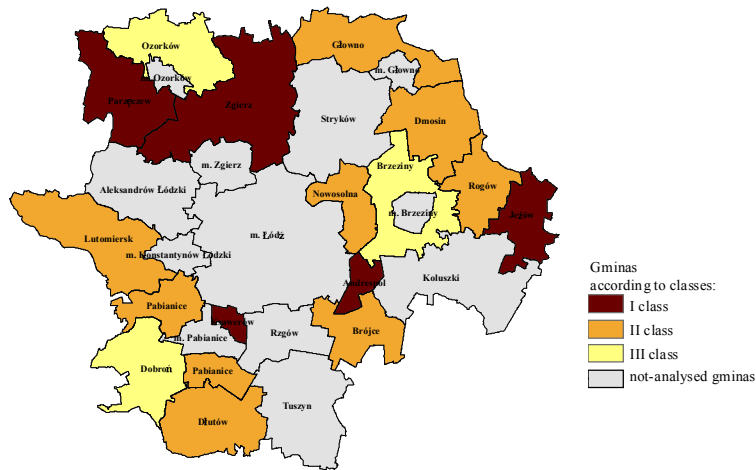 Głowno
Ozorków
m. Głowno
m. Ozorków
Parzęczew
Zgierz
Stryków
Dmosin
m. Zgierz
Brzeziny
Aleksandrów Łódzki
Nowosolna
Rogów
m. Brzeziny
Jeżów
m. Łódź
Lutomiersk
m. Konstantynów Łódzki
Koluszki
Andrespol
Pabianice
Ksawerów
m. Pabianice
Rzgów
Brójce
Dobroń
Pabianice
Tuszyn
Dłutów
Gminas
according to classes:
I class
II class
III class
not-analysed gminas